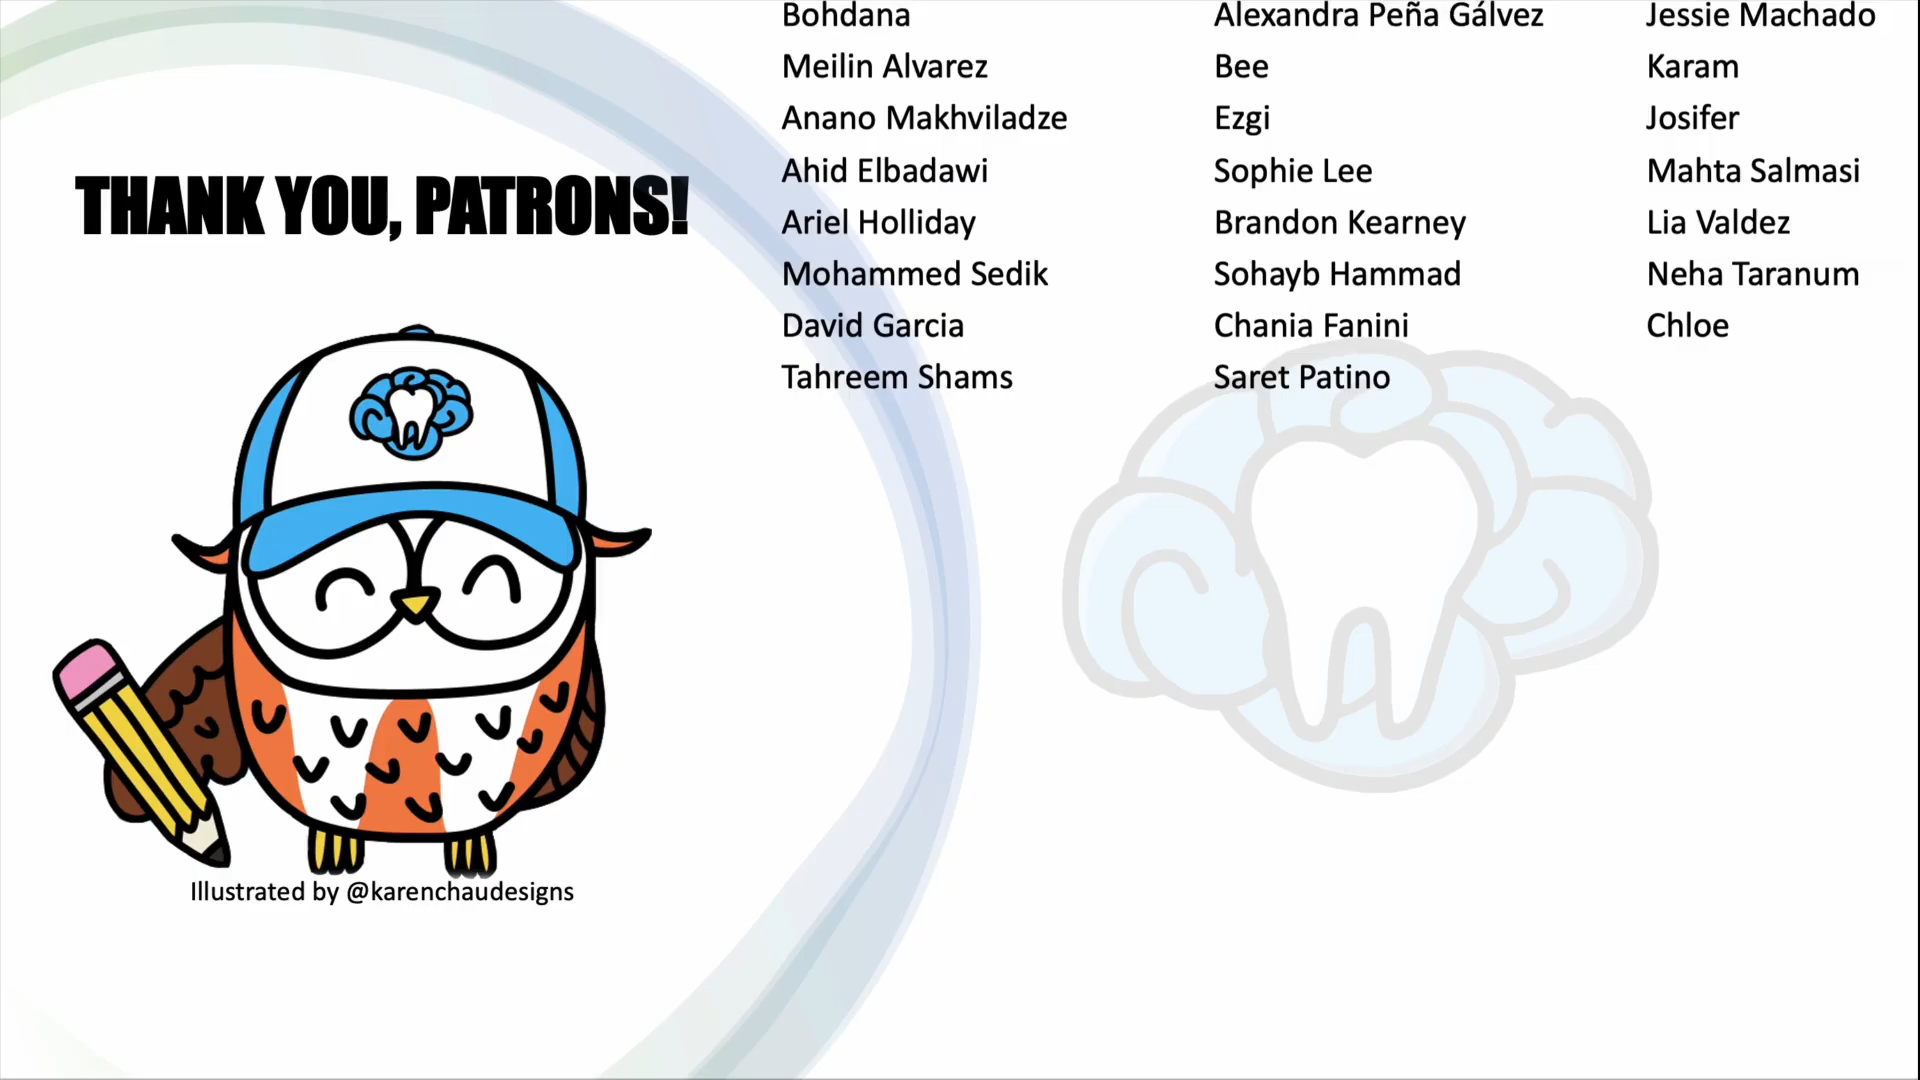 THANK YOU, PATRONS!
Illustrated by @karenchaudesigns
Bohdana
Meilin Alvarez
Anano Makhviladze
Ahid Elbadawi
Ariel Holliday
Mohammed Sedik
David Garcia
Tahreem Shams
Alexandra Peña Gálvez
Bee
Ezgi
Sophie Lee
Brandon Kearney
Sohayb Hammad
Chania Fanini
Saret Patino
Jessie Machado
Karam
Josifer
Mahta Salmasi
Lia Valdez
Neha Taranum
Chloe